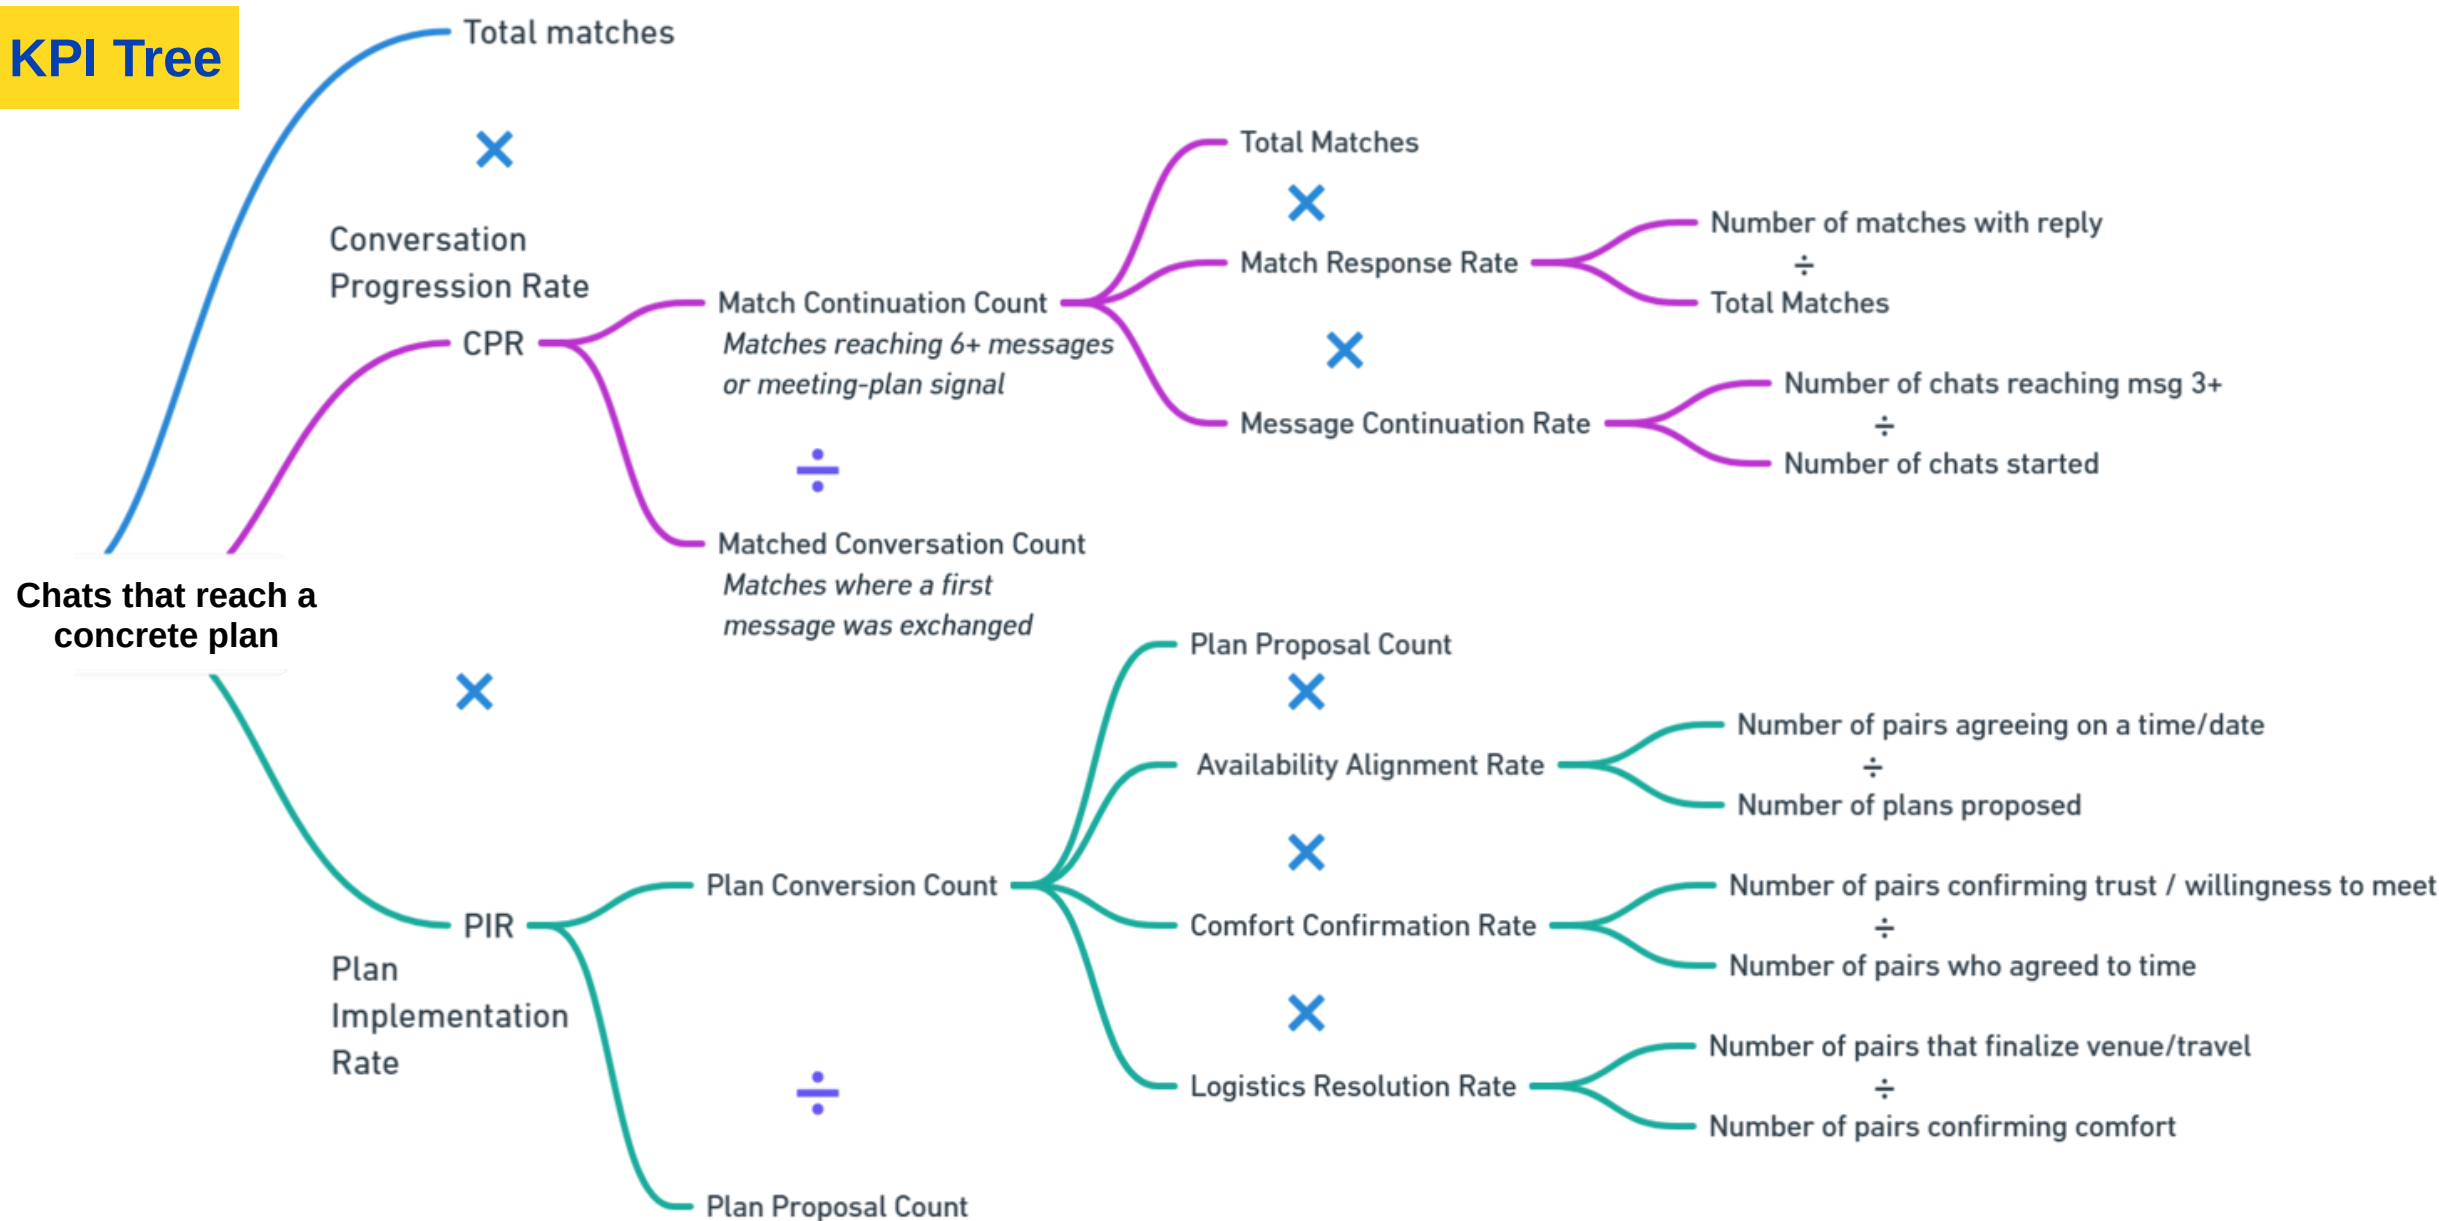 KPI Tree
Total matches
×
Conversation
Progression Rate
CPR
Match Continuation Count
Matches reaching 6+ messages
or meeting-plan signal
÷
Matched Conversation Count
Matches where a first
message was exchanged
Total Matches
×
Match Response Rate
×
Message Continuation Rate
Number of matches with reply
÷
Total Matches
Number of chats reaching msg 3+
÷
Number of chats started
Chats that reach a
concrete plan
×
PIR
Plan
Implementation
Rate
Plan Conversion Count
÷
Plan Proposal Count
Plan Proposal Count
×
Availability Alignment Rate
×
Comfort Confirmation Rate
×
Logistics Resolution Rate
Number of pairs agreeing on a time/date
÷
Number of plans proposed
Number of pairs confirming trust / willingness to meet
÷
Number of pairs who agreed to time
Number of pairs that finalize venue/travel
÷
Number of pairs confirming comfort